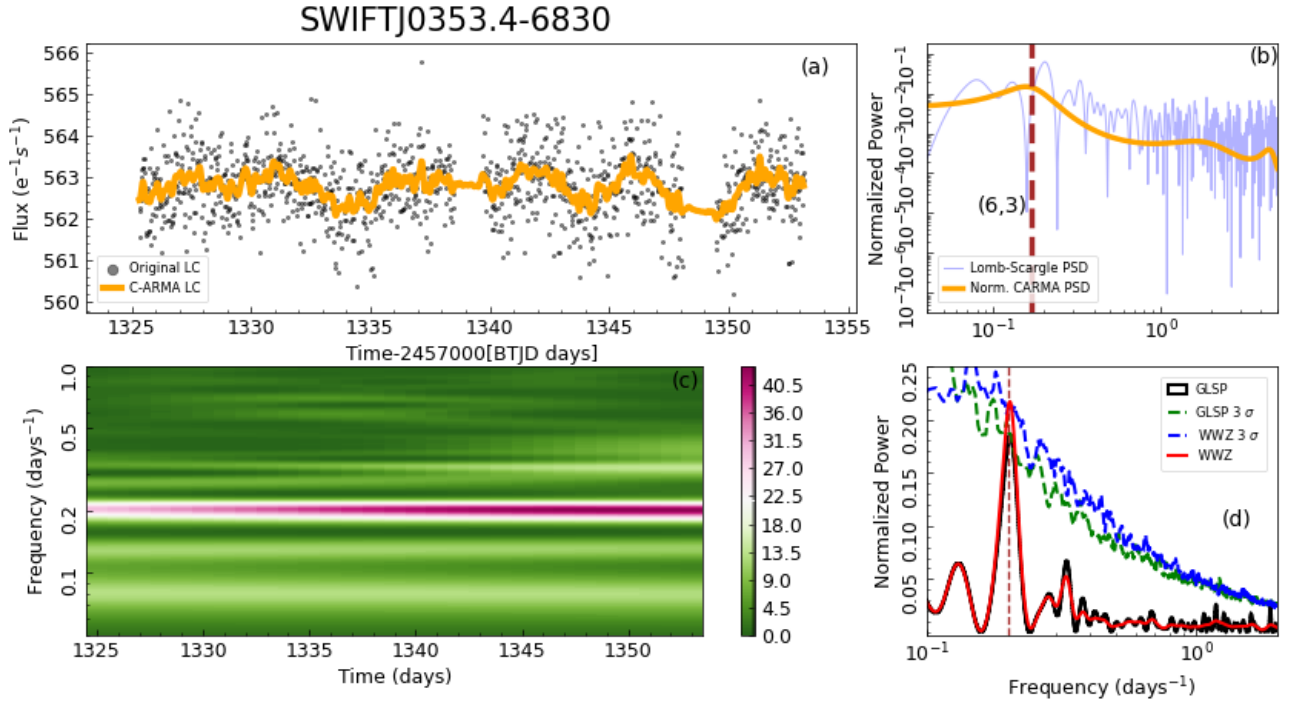 SWIFTJ0353.4-6830
566
565
564
563
562
561
560
Flux (e⁻¹s⁻¹)
(a)
Original LC
C-ARMA LC
1325 1330 1335 1340 1345 1350 1355
Time-2457000[BTJD days]
10⁻¹
10⁻²
10⁻³
10⁻⁴
10⁻⁵
10⁻⁶
10⁻⁷
Normalized Power
(b)
(6,3)
Lomb-Scargle PSD
Norm. CARMA PSD
10⁻¹ 10⁰
1.0
0.5
0.2
0.1
Frequency (days⁻¹)
(c)
1325 1330 1335 1340 1345 1350
Time (days)
40.5
36.0
31.5
27.0
22.5
18.0
13.5
9.0
4.5
0.0
0.25
0.20
0.15
0.10
0.05
Normalized Power
GLSP
GLSP 3 σ
WWZ 3 σ
WWZ
(d)
10⁻¹ 10⁰
Frequency (days⁻¹)